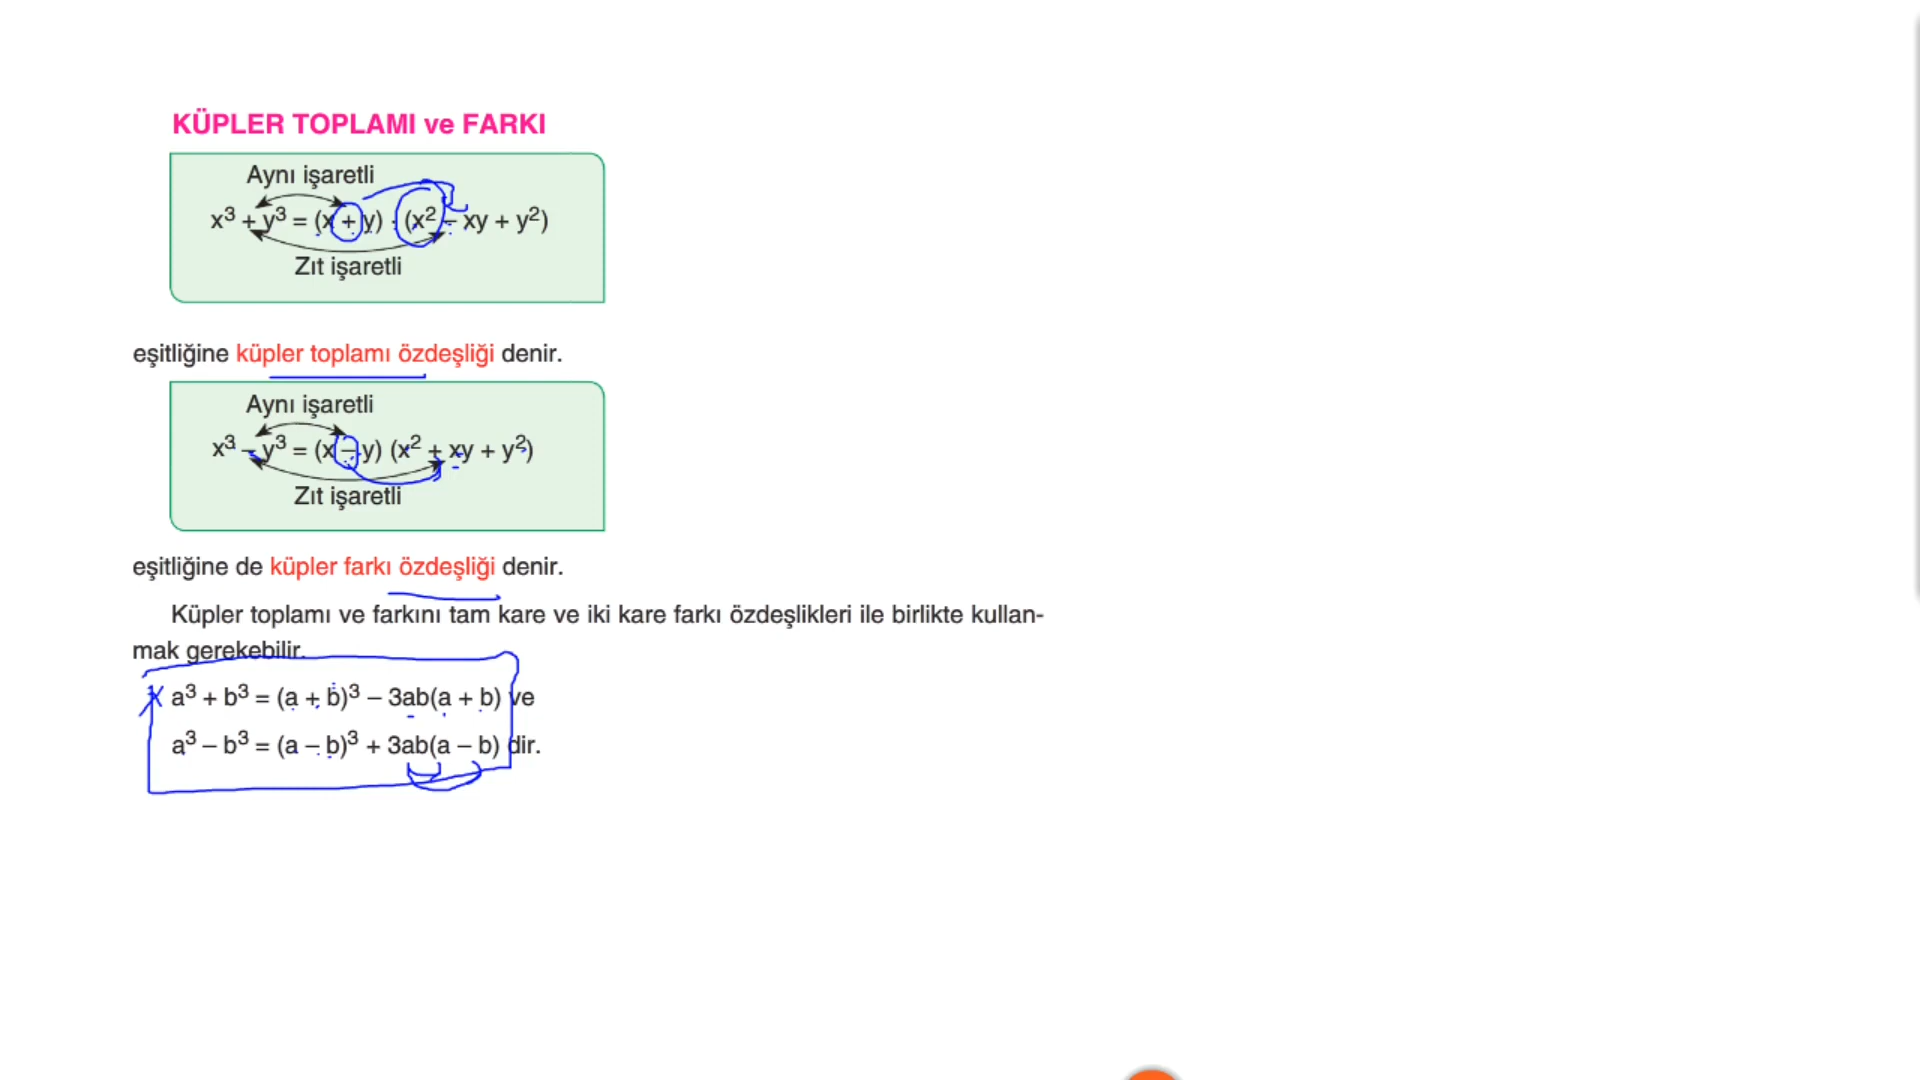 KÜPLER TOPLAMI ve FARKI
Aynı işaretli
x³ + y³ = (x + y) · (x² – xy + y²)
Zıt işaretli
eşitliğine küpler toplamı özdeşliği denir.
Aynı işaretli
x³ – y³ = (x – y) (x² + xy + y²)
Zıt işaretli
eşitliğine de küpler farkı özdeşliği denir.
Küpler toplamı ve farkını tam kare ve iki kare farkı özdeşlikleri ile birlikte kullan-
mak gerekebilir.
a³ + b³ = (a + b)³ – 3ab(a + b) ve
a³ – b³ = (a – b)³ + 3ab(a – b) dir.